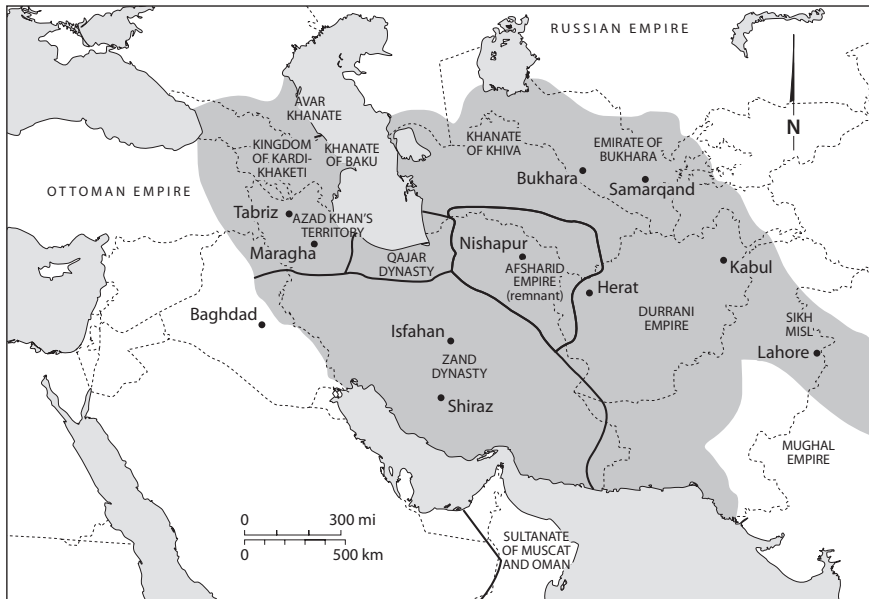 RUSSIAN EMPIRE
AVAR
KHANATE
KINGDOM
OF KARDI-
KHAKETI
KHANATE
OF BAKU
KHANATE
OF KHIVA
EMIRATE OF
BUKHARA
N
Bukhara
Samarqand
OTTOMAN EMPIRE
Tabriz
AZAD KHAN'S
TERRITORY
Maragha
QAJAR
DYNASTY
Nishapur
AFSHARID
EMPIRE
(remnant)
Herat
Kabul
DURRANI
EMPIRE
SIKH
MISL
Lahore
Baghdad
Isfahan
ZAND
DYNASTY
Shiraz
MUGHAL
EMPIRE
0 300 mi
0 500 km
SULTANATE
OF MUSCAT
AND OMAN